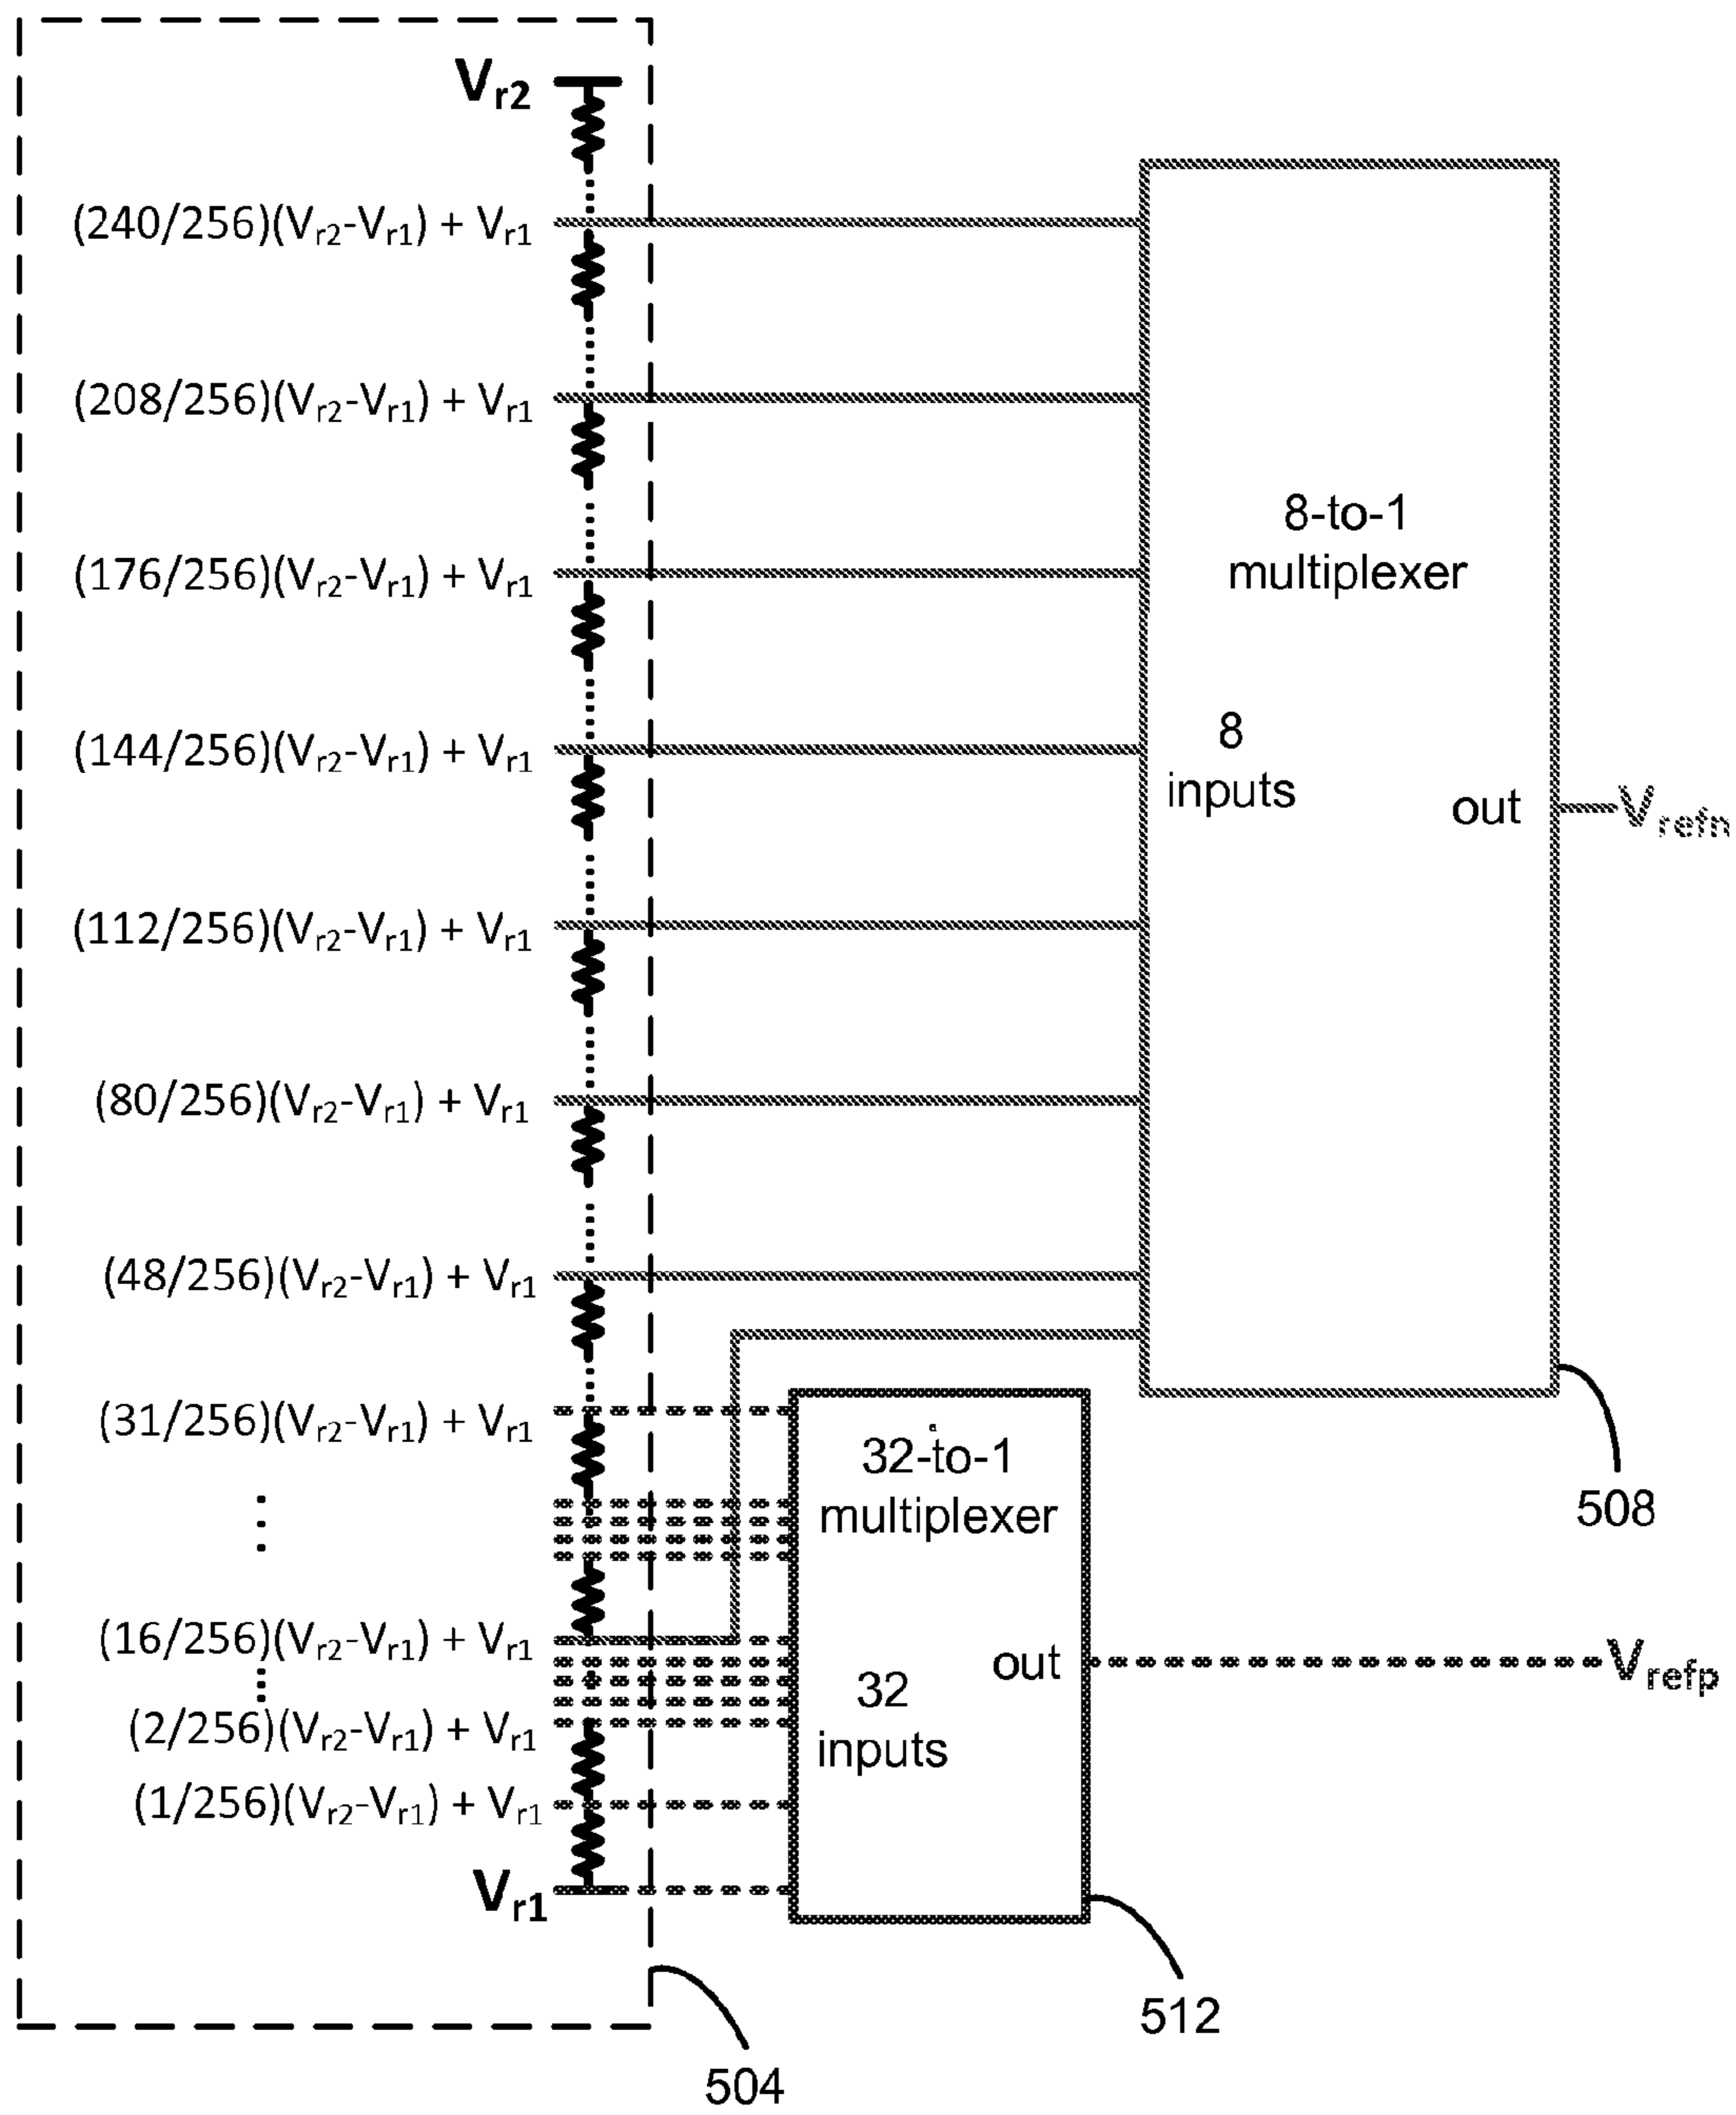 Vr2
(240/256)(Vr2-Vr1) + Vr1
(208/256)(Vr2-Vr1) + Vr1
(176/256)(Vr2-Vr1) + Vr1
(144/256)(Vr2-Vr1) + Vr1
(112/256)(Vr2-Vr1) + Vr1
(80/256)(Vr2-Vr1) + Vr1
(48/256)(Vr2-Vr1) + Vr1
(31/256)(Vr2-Vr1) + Vr1
(16/256)(Vr2-Vr1) + Vr1
(2/256)(Vr2-Vr1) + Vr1
(1/256)(Vr2-Vr1) + Vr1
Vr1
504
8-to-1
multiplexer
8
inputs
out
Vrefn
508
32-to-1
multiplexer
32
inputs
out
Vrefp
512